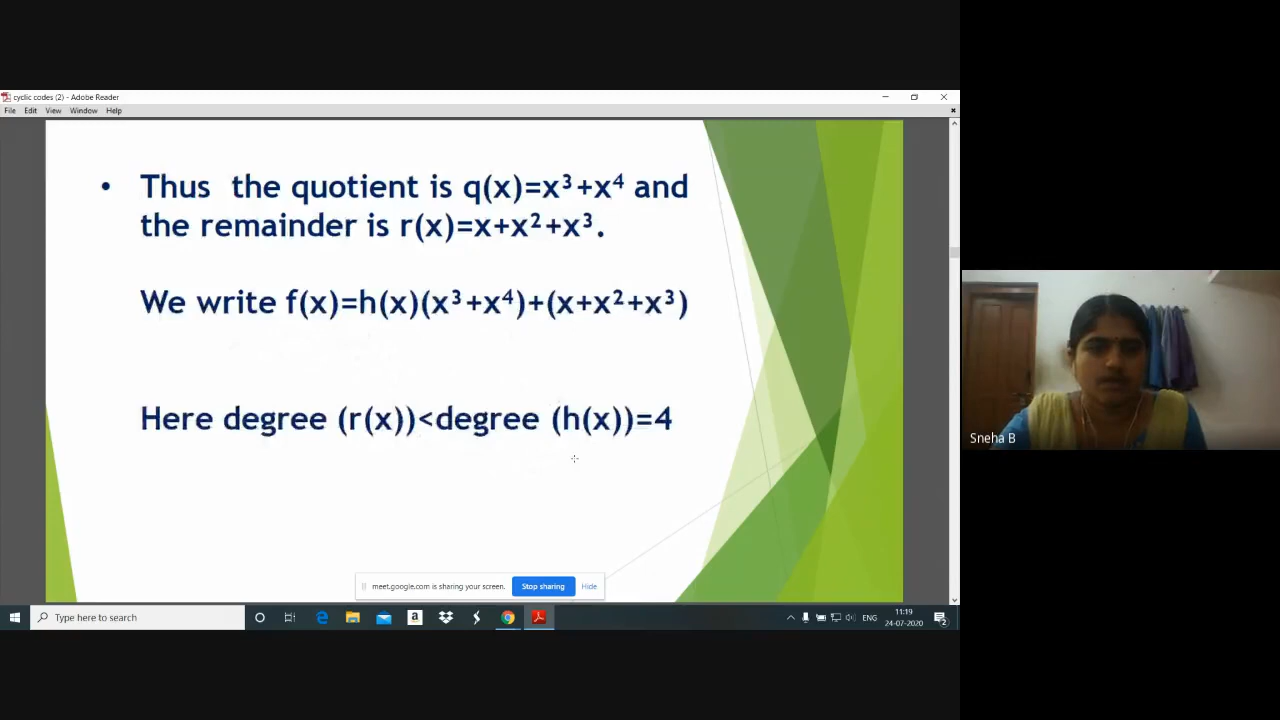 cyclic codes (2) - Adobe Reader
File Edit View Window Help
• Thus the quotient is q(x)=x³+x⁴ and
the remainder is r(x)=x+x²+x³.
We write f(x)=h(x)(x³+x⁴)+(x+x²+x³)
Here degree (r(x))<degree (h(x))=4
Sneha B
meet.google.com is sharing your screen. Stop sharing Hide
Type here to search
ENG
11:19
24-07-2020